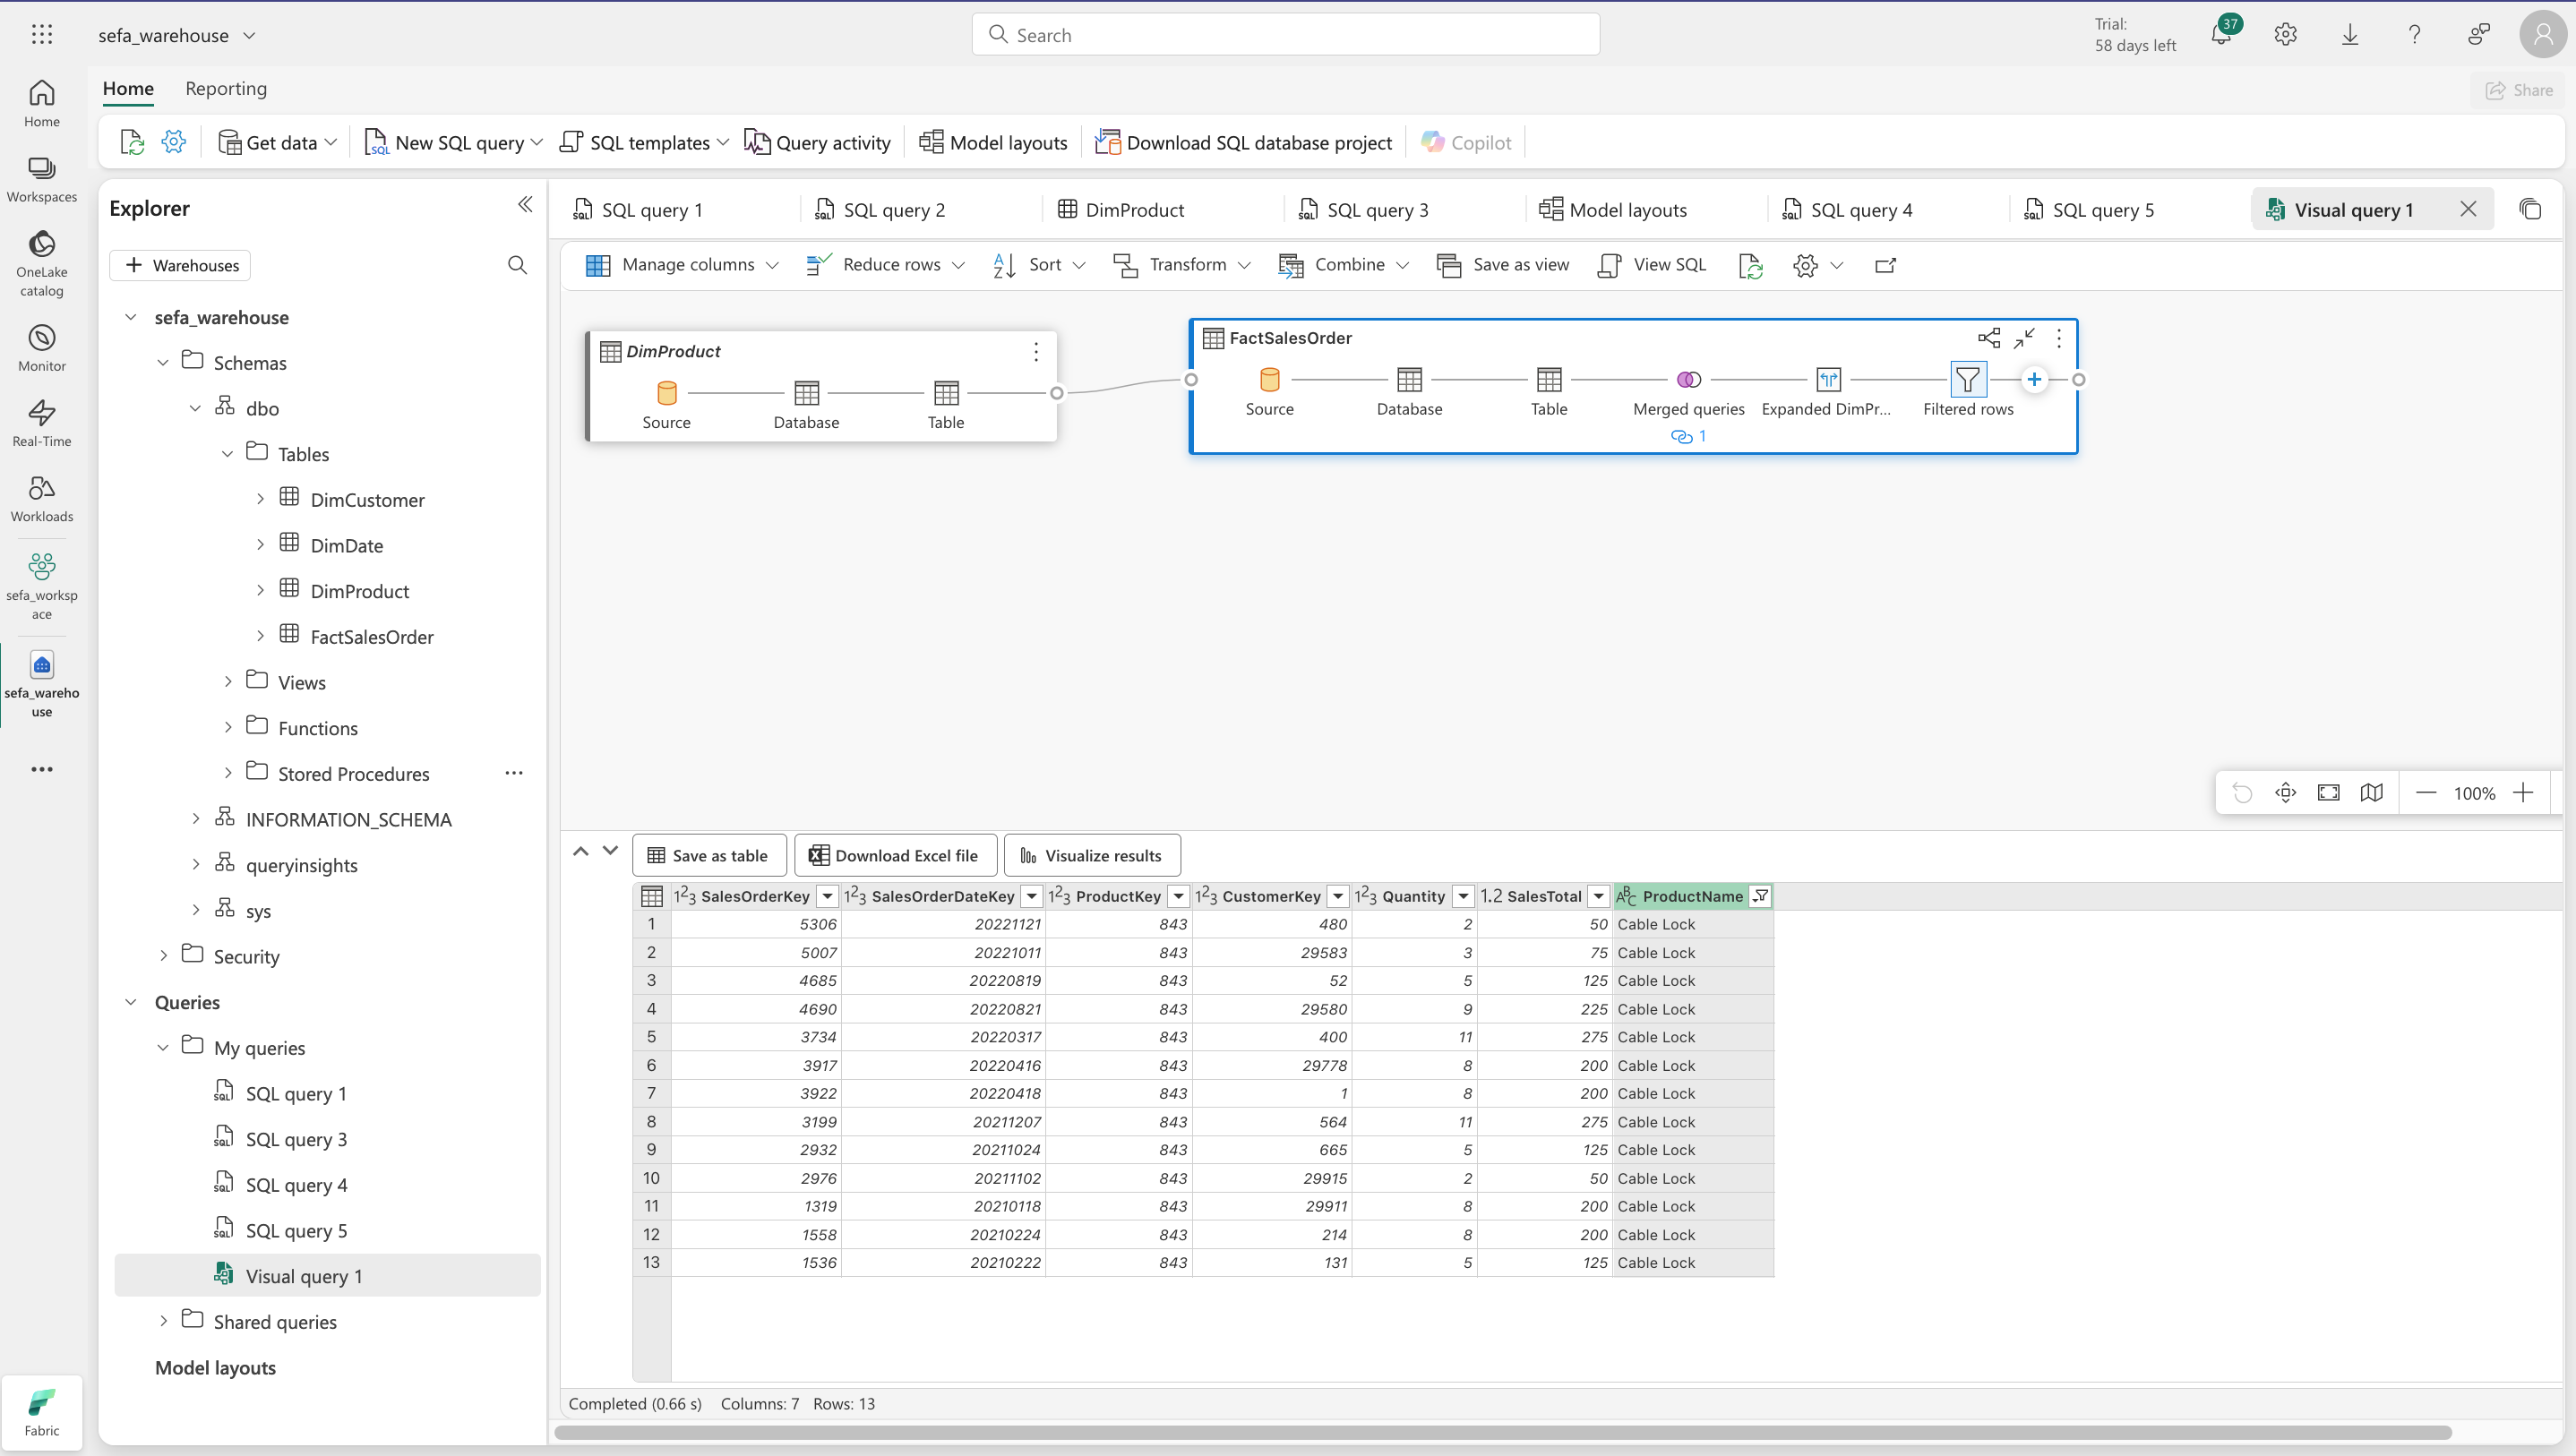 sefa_warehouse
Search
Trial:
58 days left
37
Home
Reporting
Share
Get data
New SQL query
SQL templates
Query activity
Model layouts
Download SQL database project
Copilot
Home
Workspaces
OneLake
catalog
Monitor
Real-Time
Workloads
sefa_worksp
ace
sefa_wareho
use
Fabric
Explorer
Warehouses
sefa_warehouse
Schemas
dbo
Tables
DimCustomer
DimDate
DimProduct
FactSalesOrder
Views
Functions
Stored Procedures
INFORMATION_SCHEMA
queryinsights
sys
Security
Queries
My queries
SQL query 1
SQL query 3
SQL query 4
SQL query 5
Visual query 1
Shared queries
Model layouts
SQL query 1
SQL query 2
DimProduct
SQL query 3
Model layouts
SQL query 4
SQL query 5
Visual query 1
Manage columns
Reduce rows
Sort
Transform
Combine
Save as view
View SQL
DimProduct
Source Database Table
FactSalesOrder
Source Database Table Merged queries Expanded DimPr... Filtered rows
1
100%
Save as table
Download Excel file
Visualize results
1²3 SalesOrderKey 1²3 SalesOrderDateKey 1²3 ProductKey 1²3 CustomerKey 1²3 Quantity 1.2 SalesTotal ABC ProductName
1 5306 20221121 843 480 2 50 Cable Lock
2 5007 20221011 843 29583 3 75 Cable Lock
3 4685 20220819 843 52 5 125 Cable Lock
4 4690 20220821 843 29580 9 225 Cable Lock
5 3734 20220317 843 400 11 275 Cable Lock
6 3917 20220416 843 29778 8 200 Cable Lock
7 3922 20220418 843 1 8 200 Cable Lock
8 3199 20211207 843 564 11 275 Cable Lock
9 2932 20211024 843 665 5 125 Cable Lock
10 2976 20211102 843 29915 2 50 Cable Lock
11 1319 20210118 843 29911 8 200 Cable Lock
12 1558 20210224 843 214 8 200 Cable Lock
13 1536 20210222 843 131 5 125 Cable Lock
Completed (0.66 s) Columns: 7 Rows: 13